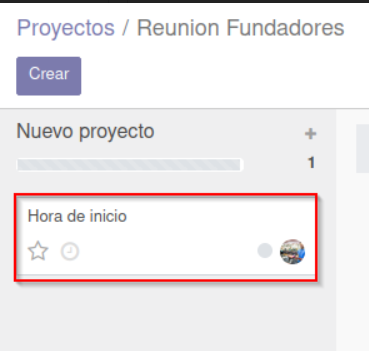 Proyectos / Reunion Fundadores
Crear
Nuevo proyecto
1
Hora de inicio